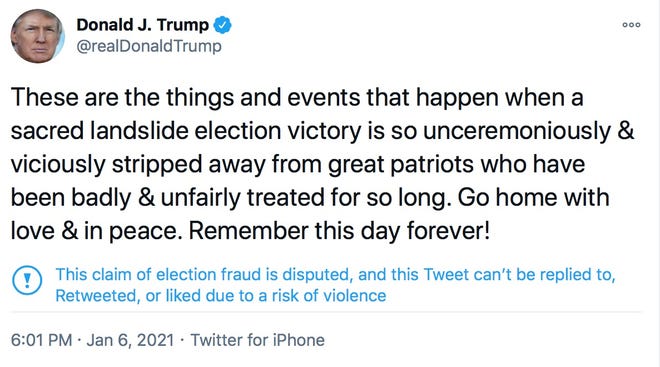 Donald J. Trump
@realDonaldTrump
These are the things and events that happen when a
sacred landslide election victory is so unceremoniously &
viciously stripped away from great patriots who have
been badly & unfairly treated for so long. Go home with
love & in peace. Remember this day forever!
This claim of election fraud is disputed, and this Tweet can't be replied to,
Retweeted, or liked due to a risk of violence
6:01 PM · Jan 6, 2021 · Twitter for iPhone